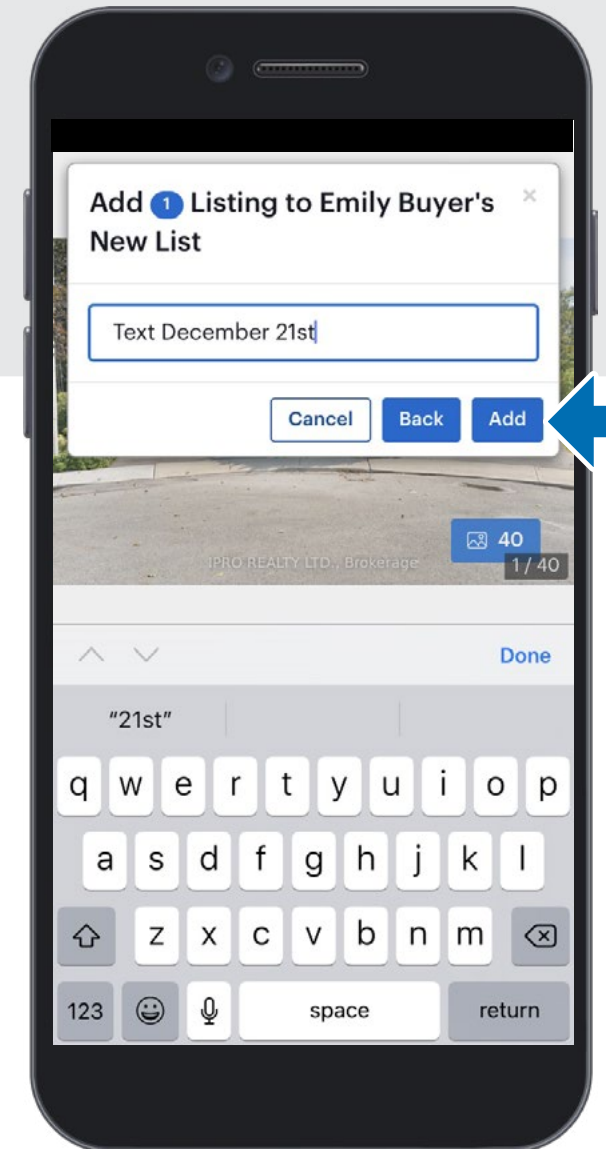 Add 1 Listing to Emily Buyer's
New List
×
Text December 21st
Cancel Back Add
40
IPRO REALTY LTD., Brokerage
1 / 40
Done
"21st"
q w e r t y u i o p
a s d f g h j k l
z x c v b n m
123 space return